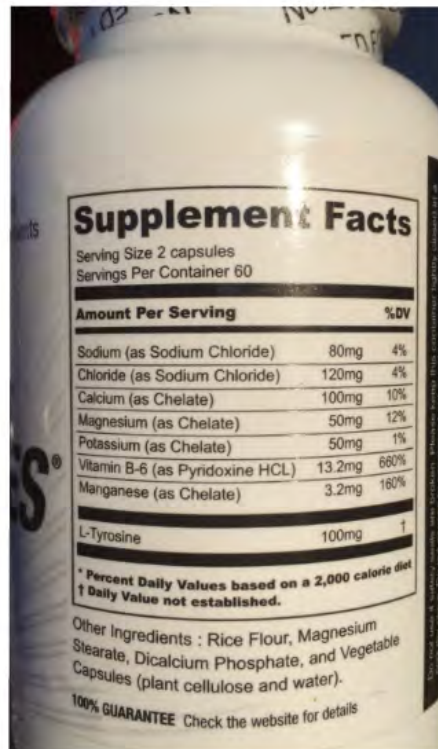 Supplement Facts
Serving Size 2 capsules
Servings Per Container 60
Amount Per Serving %DV
Sodium (as Sodium Chloride) 80mg 4%
Chloride (as Sodium Chloride) 120mg 4%
Calcium (as Chelate) 100mg 10%
Magnesium (as Chelate) 50mg 12%
Potassium (as Chelate) 50mg 1%
Vitamin B-6 (as Pyridoxine HCL) 13.2mg 660%
Manganese (as Chelate) 3.2mg 160%
L-Tyrosine 100mg †
* Percent Daily Values based on a 2,000 calorie diet
† Daily Value not established.
Other Ingredients : Rice Flour, Magnesium
Stearate, Dicalcium Phosphate, and Vegetable
Capsules (plant cellulose and water).
100% GUARANTEE Check the website for details
ES®